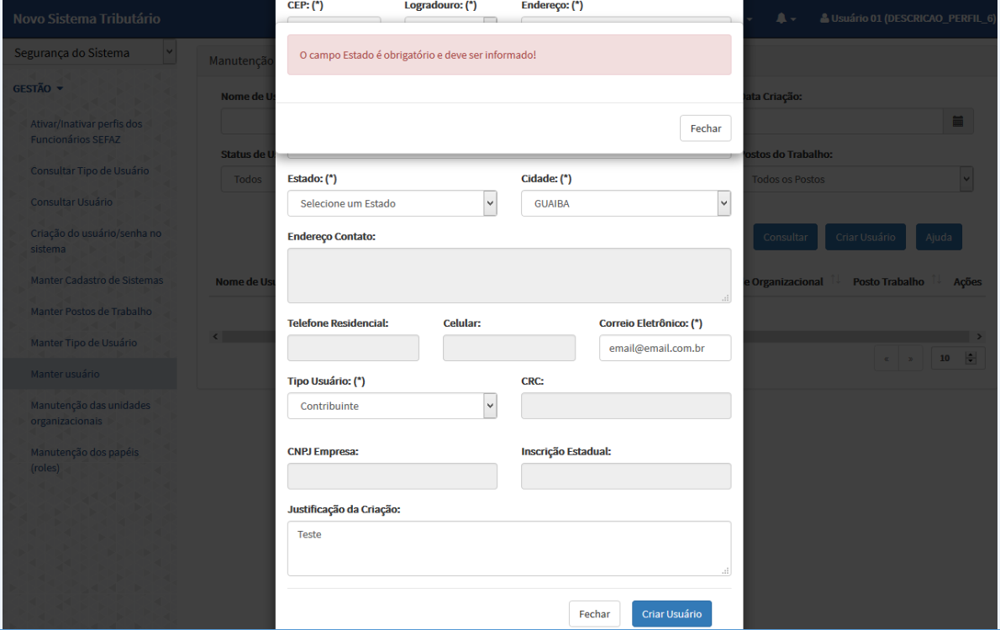 Novo Sistema Tributário
Usuário 01 (DESCRICAO_PERFIL_6)
Segurança do Sistema
GESTÃO
Ativar/Inativar perfis dos
Funcionários SEFAZ
Consultar Tipo de Usuário
Consultar Usuário
Criação do usuário/senha no
sistema
Manter Cadastro de Sistemas
Manter Postos de Trabalho
Manter Tipo de Usuário
Manter usuário
Manutenção das unidades
organizacionais
Manutenção dos papéis
(roles)
Manutenção
Nome de Us
Status de U
Todos
Nome de Usu
CEP: (*) Logradouro: (*) Endereço: (*)
O campo Estado é obrigatório e deve ser informado!
Fechar
Estado: (*) Cidade: (*)
Selecione um Estado GUAIBA
Endereço Contato:
Telefone Residencial: Celular: Correio Eletrônico: (*)
email@email.com.br
Tipo Usuário: (*) CRC:
Contribuinte
CNPJ Empresa: Inscrição Estadual:
Justificação da Criação:
Teste
Fechar Criar Usuário
ata Criação:
ostos do Trabalho:
Todos os Postos
Consultar Criar Usuário Ajuda
e Organizacional Posto Trabalho Ações
« » 10